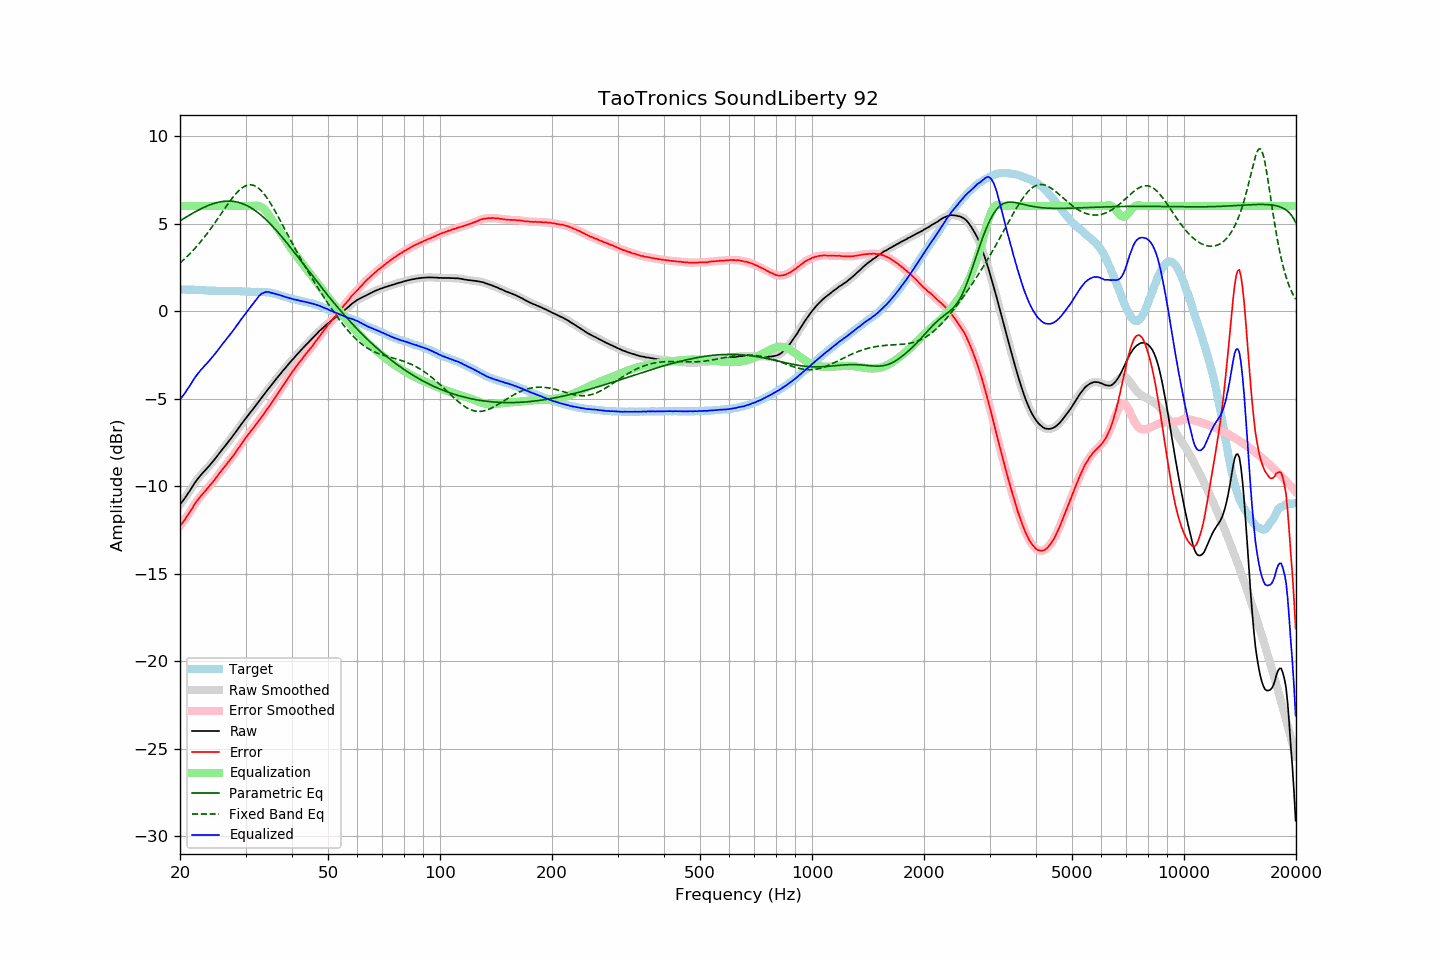 TaoTronics SoundLiberty 92
Amplitude (dBr)
10
5
0
−5
−10
−15
−20
−25
−30
Target
Raw Smoothed
Error Smoothed
Raw
Error
Equalization
Parametric Eq
Fixed Band Eq
Equalized
20 50 100 200 500 1000 2000 5000 10000 20000
Frequency (Hz)